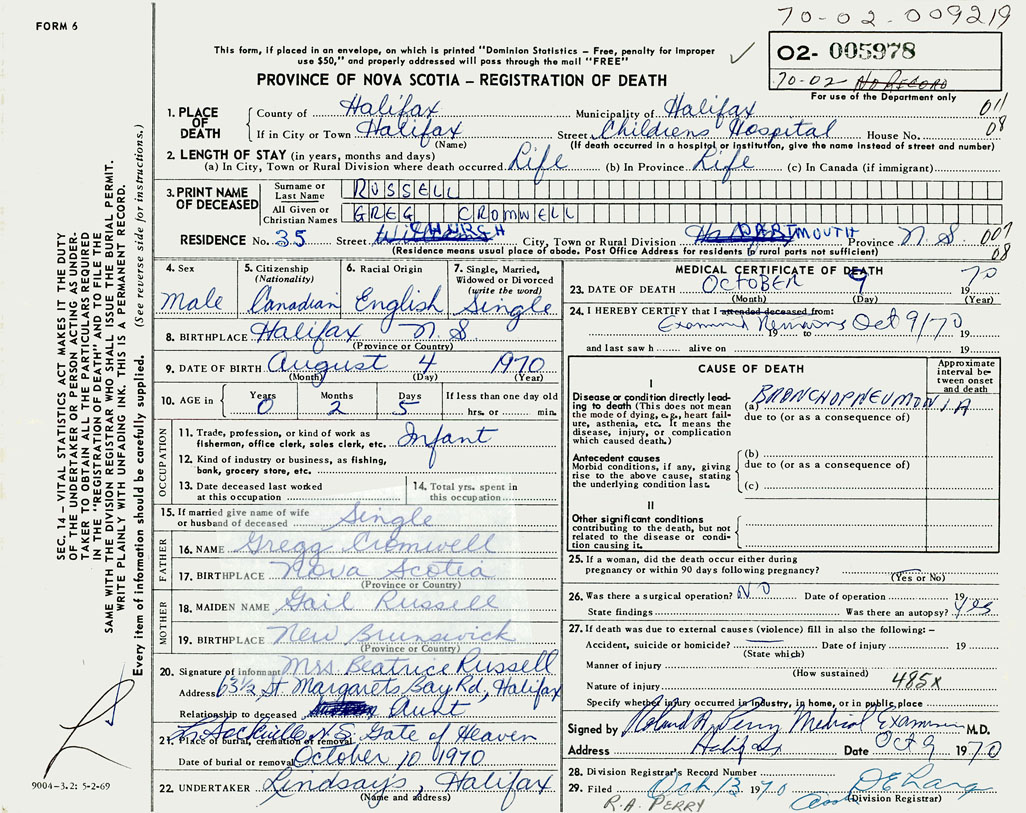 FORM 6
70-02-009219
This form, if placed in an envelope, on which is printed "Dominion Statistics – Free, penalty for improper
use $50," and properly addressed will pass through the mail "FREE"
02- 005978
70-02 No Record
For use of the Department only
PROVINCE OF NOVA SCOTIA – REGISTRATION OF DEATH
1. PLACE OF DEATH
County of Halifax Municipality of Halifax 011
If in City or Town Halifax Street Childrens Hospital House No. 08
(Name) (If death occurred in a hospital or institution, give the name instead of street and number)
2. LENGTH OF STAY (in years, months and days)
(a) In City, Town or Rural Division where death occurred Life (b) In Province Life (c) In Canada (if immigrant)
3. PRINT NAME OF DECEASED
Surname or Last Name RUSSELL
All Given or Christian Names GREG CROMWELL
RESIDENCE No. 35 Street CHURCH City, Town or Rural Division DARTMOUTH Province N.S. 007
(Residence means usual place of abode. Post Office Address for residents to rural parts not sufficient) 08
4. Sex Male
5. Citizenship (Nationality) Canadian
6. Racial Origin English
7. Single, Married, Widowed or Divorced (write the word) Single
8. BIRTHPLACE Halifax N.S.
(Province or Country)
9. DATE OF BIRTH August 4 1970
(Month) (Day) (Year)
10. AGE in Years 0 Months 2 Days 5 If less than one day old hrs. or min.
OCCUPATION
11. Trade, profession, or kind of work as fisherman, office clerk, sales clerk, etc. Infant
12. Kind of industry or business, as fishing, bank, grocery store, etc.
13. Date deceased last worked at this occupation
14. Total yrs. spent in this occupation
15. If married give name of wife or husband of deceased Single
FATHER
16. NAME Gregg Cromwell
17. BIRTHPLACE Nova Scotia
(Province or Country)
MOTHER
18. MAIDEN NAME Gail Russell
19. BIRTHPLACE New Brunswick
(Province or Country)
20. Signature of informant Mrs. Beatrice Russell
Address 63½ St Margarets Bay Rd, Halifax
Relationship to deceased Aunt
21. Place of burial, cremation or removal Lr Sackville N.S. Gate of Heaven
Date of burial or removal October 10 1970
22. UNDERTAKER Lindsay's, Halifax
(Name and address)
MEDICAL CERTIFICATE OF DEATH
23. DATE OF DEATH OCTOBER 9 1970
(Month) (Day) (Year)
24. I HEREBY CERTIFY that I attended deceased from:
Examined Remains Oct 9/70
19 to 19
and last saw h alive on 19
CAUSE OF DEATH
Approximate interval between onset and death
I
Disease or condition directly leading to death (This does not mean the mode of dying, e.g., heart failure, asthenia, etc. It means the disease, injury, or complication which caused death.)
(a) BRONCHOPNEUMONIA
due to (or as a consequence of)
Antecedent causes
Morbid conditions, if any, giving rise to the above cause, stating the underlying condition last.
(b)
due to (or as a consequence of)
(c)
II
Other significant conditions contributing to the death, but not related to the disease or condition causing it.
25. If a woman, did the death occur either during pregnancy or within 90 days following pregnancy?
(Yes or No)
26. Was there a surgical operation? NO Date of operation 19
State findings Was there an autopsy? Yes
27. If death was due to external causes (violence) fill in also the following:–
Accident, suicide or homicide? Date of injury 19
(State which)
Manner of injury
(How sustained)
Nature of injury 485X
Specify whether injury occurred in industry, in home, or in public place
Signed by Roland A. Perry Medical Examiner M.D.
Address Halifax Date Oct 9 1970
28. Division Registrar's Record Number
29. Filed Oct 13 1970
(Division Registrar)
R.A. PERRY
SEC. 14 – VITAL STATISTICS ACT MAKES IT THE DUTY
OF THE UNDERTAKER OR PERSON ACTING AS UNDERTAKER
TO OBTAIN ALL THE PARTICULARS REQUIRED
IN THE "REGISTRATION OF DEATH" AND TO FILE THE
SAME WITH THE DIVISION REGISTRAR WHO SHALL ISSUE THE BURIAL PERMIT.
WRITE PLAINLY WITH UNFADING INK. THIS IS A PERMANENT RECORD.
Every item of information should be carefully supplied. (See reverse side for instructions.)
9004-3.2: 5-2-69